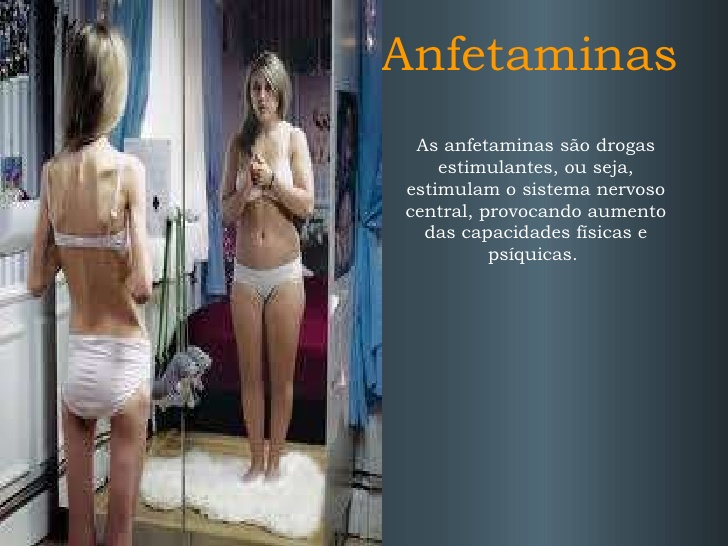 Anfetaminas
As anfetaminas são drogas
estimulantes, ou seja,
estimulam o sistema nervoso
central, provocando aumento
das capacidades físicas e
psíquicas.